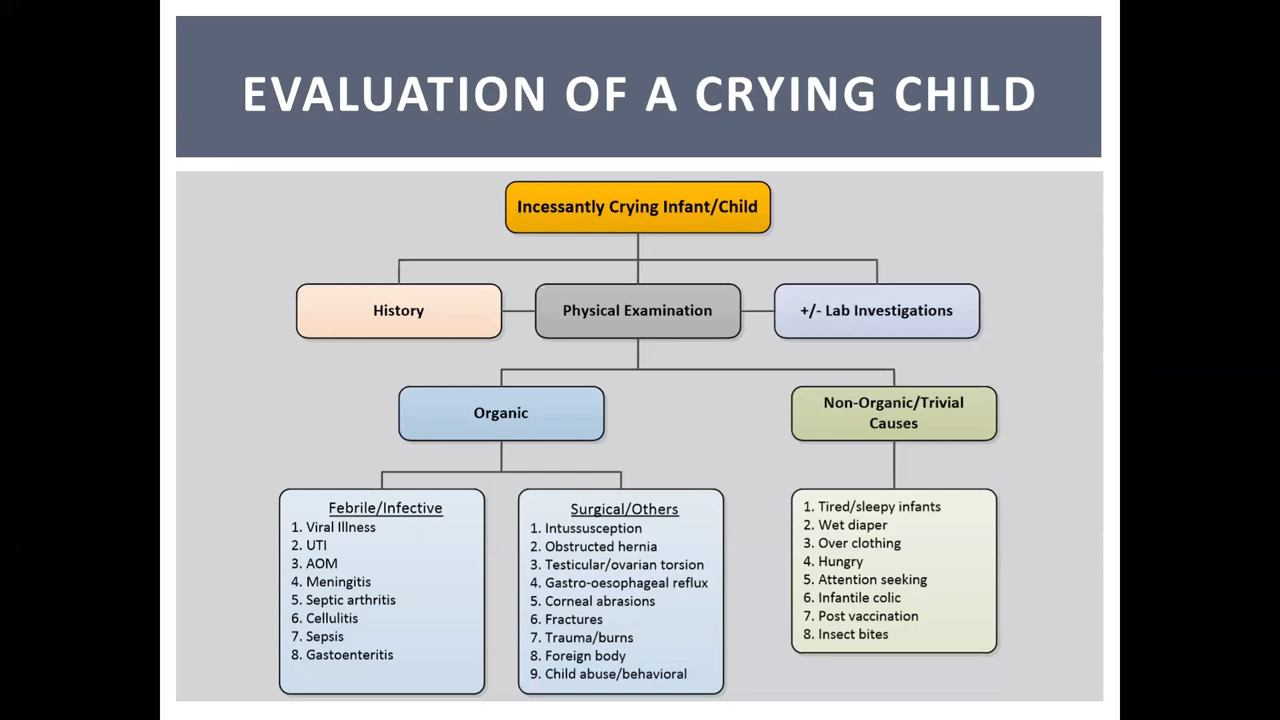 EVALUATION OF A CRYING CHILD
Incessantly Crying Infant/Child
History
Physical Examination
+/- Lab Investigations
Organic
Non-Organic/Trivial
Causes
Febrile/Infective
1. Viral Illness
2. UTI
3. AOM
4. Meningitis
5. Septic arthritis
6. Cellulitis
7. Sepsis
8. Gastoenteritis
Surgical/Others
1. Intussusception
2. Obstructed hernia
3. Testicular/ovarian torsion
4. Gastro-oesophageal reflux
5. Corneal abrasions
6. Fractures
7. Trauma/burns
8. Foreign body
9. Child abuse/behavioral
1. Tired/sleepy infants
2. Wet diaper
3. Over clothing
4. Hungry
5. Attention seeking
6. Infantile colic
7. Post vaccination
8. Insect bites